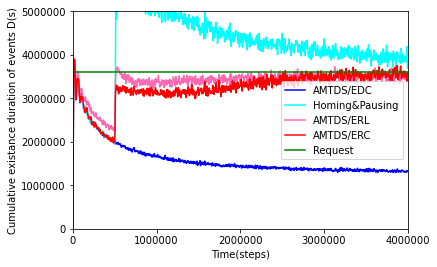 Cumulative existance duration of events D(s)
5000000
4000000
3000000
2000000
1000000
0
AMTDS/EDC
Homing&Pausing
AMTDS/ERL
AMTDS/ERC
Request
0 1000000 2000000 3000000 4000000
Time(steps)